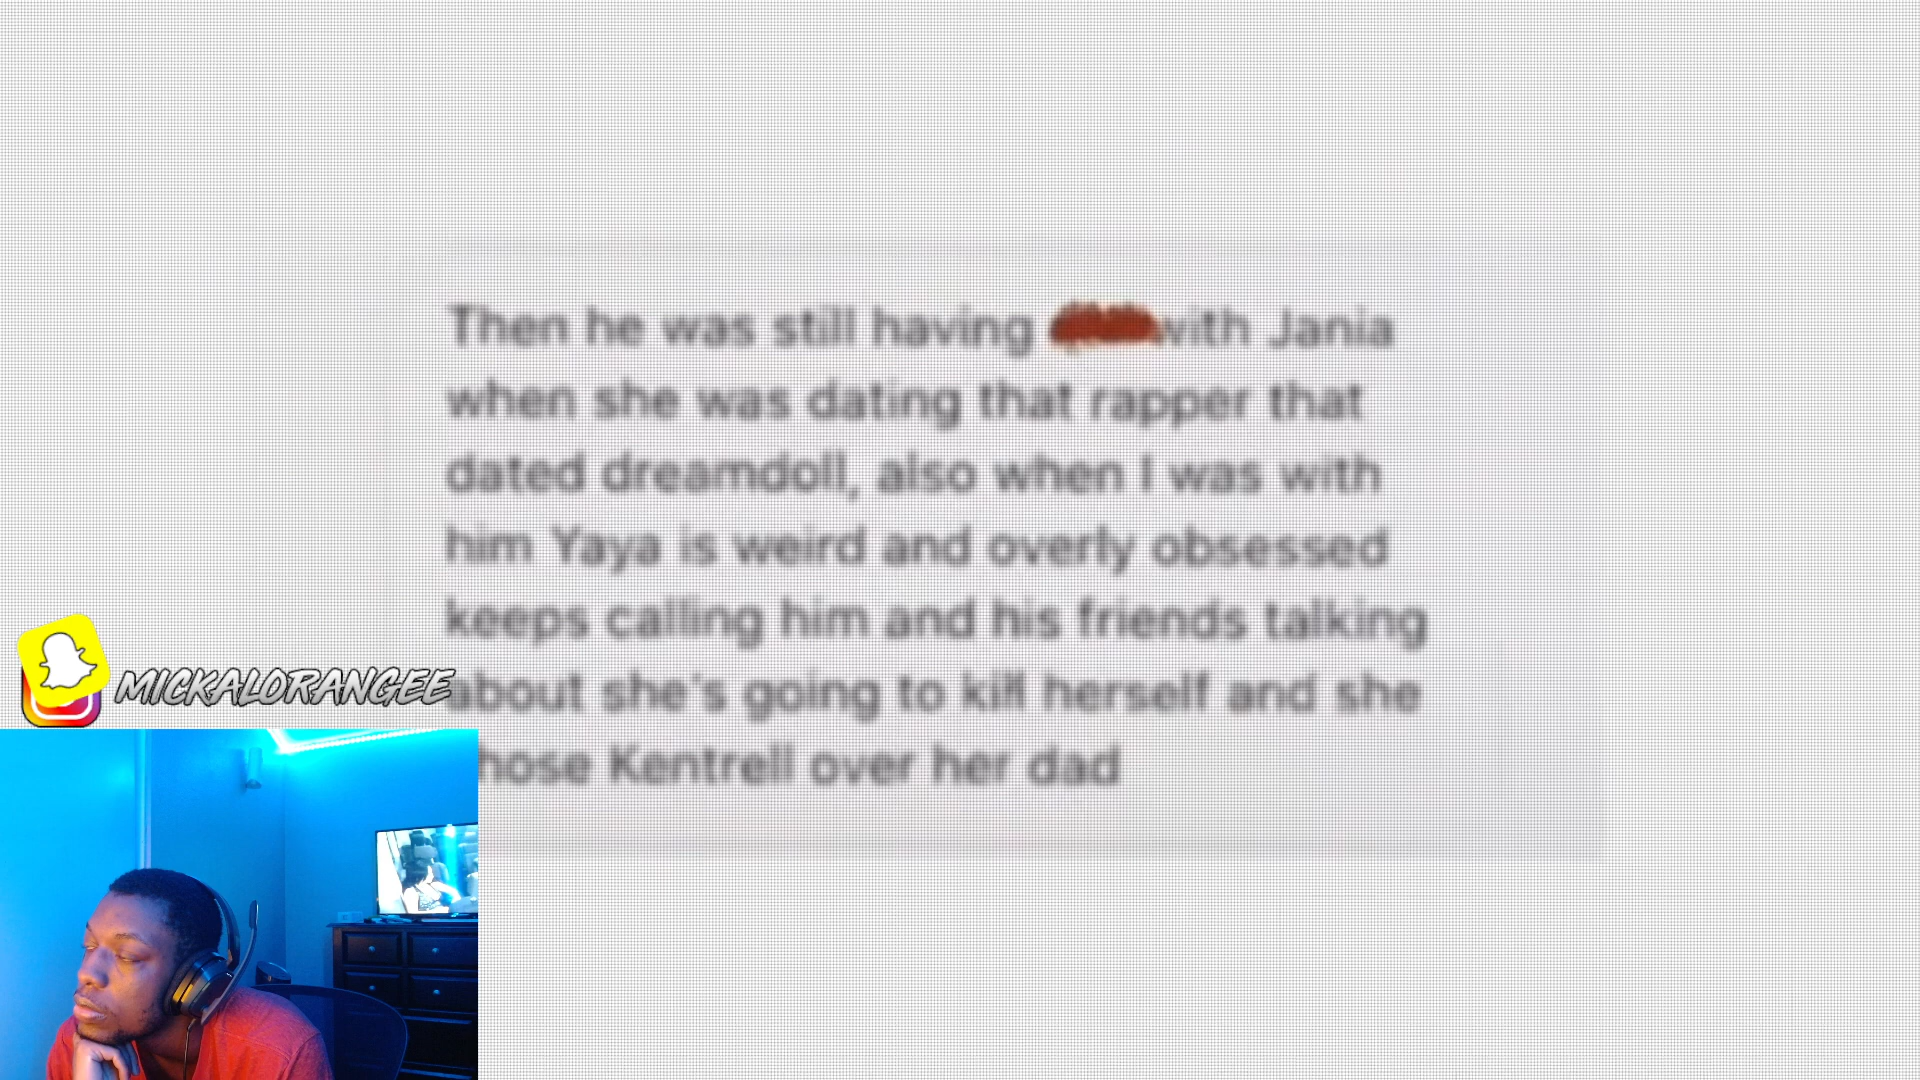 Then he was still having with Jania
when she was dating that rapper that
dated dreamdoll, also when I was with
him Yaya is weird and overly obsessed
keeps calling him and his friends talking
about she's going to kill herself and she
hose Kentrell over her dad
MICKALORANGEE